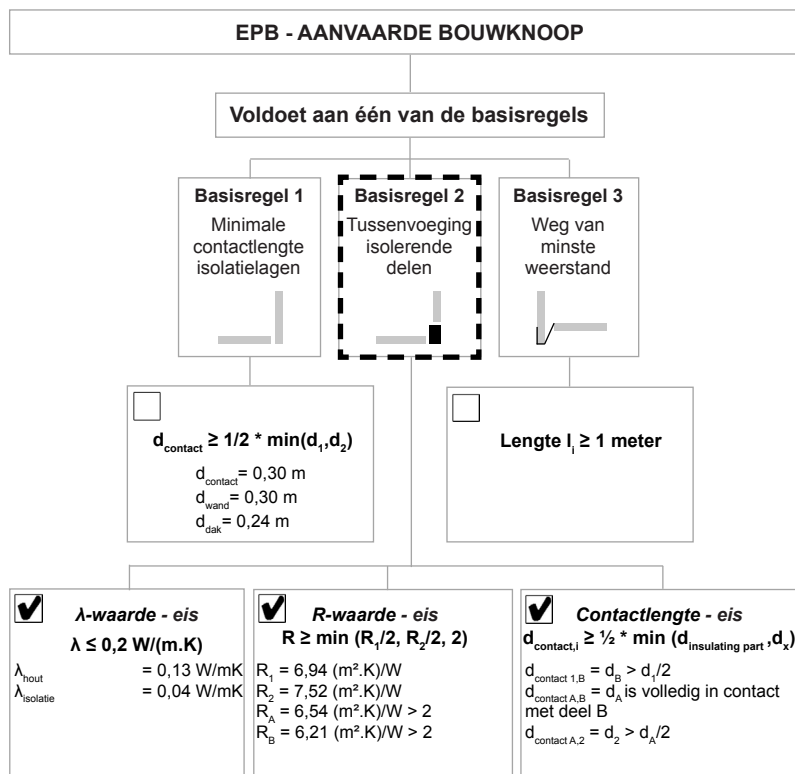 EPB - AANVAARDE BOUWKNOOP
Voldoet aan één van de basisregels
Basisregel 1
Minimale
contactlengte
isolatielagen
Basisregel 2
Tussenvoeging
isolerende
delen
Basisregel 3
Weg van
minste
weerstand
d_contact ≥ 1/2 * min(d_1,d_2)
d_contact= 0,30 m
d_wand= 0,30 m
d_dak= 0,24 m
Lengte l_i ≥ 1 meter
λ-waarde - eis
λ ≤ 0,2 W/(m.K)
λ_hout = 0,13 W/mK
λ_isolatie = 0,04 W/mK
R-waarde - eis
R ≥ min (R_1/2, R_2/2, 2)
R_1 = 6,94 (m².K)/W
R_2 = 7,52 (m².K)/W
R_A = 6,54 (m².K)/W > 2
R_B = 6,21 (m².K)/W > 2
Contactlengte - eis
d_contact,i ≥ ½ * min (d_insulating part,d_x)
d_contact 1,B = d_B > d_1/2
d_contact A,B = d_A is volledig in contact
met deel B
d_contact A,2 = d_2 > d_A/2